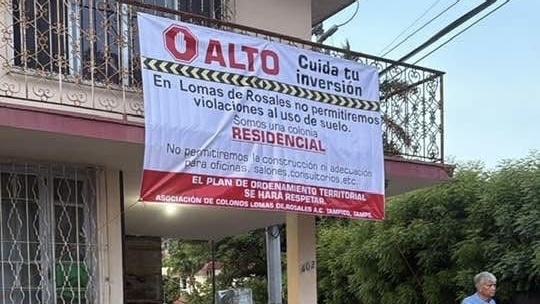 ALTO Cuida tu
inversión
En Lomas de Rosales no permitiremos
violaciones al uso de suelo.
Somos una colonia
RESIDENCIAL
No permitiremos la construcción ni adecuación
para oficinas, salones, consultorios, etc.
EL PLAN DE ORDENAMIENTO TERRITORIAL
SE HARÁ RESPETAR.
ASOCIACIÓN DE COLONOS LOMAS DE ROSALES A.C. TAMPICO, TAMPS.
402